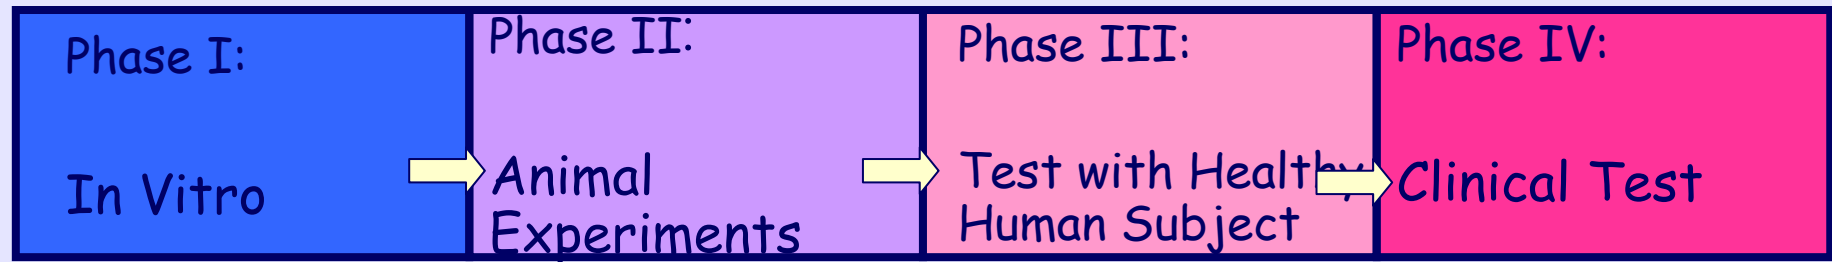 Phase I:
In Vitro
Phase II:
Animal
Experiments
Phase III:
Test with Healthy
Human Subject
Phase IV:
Clinical Test